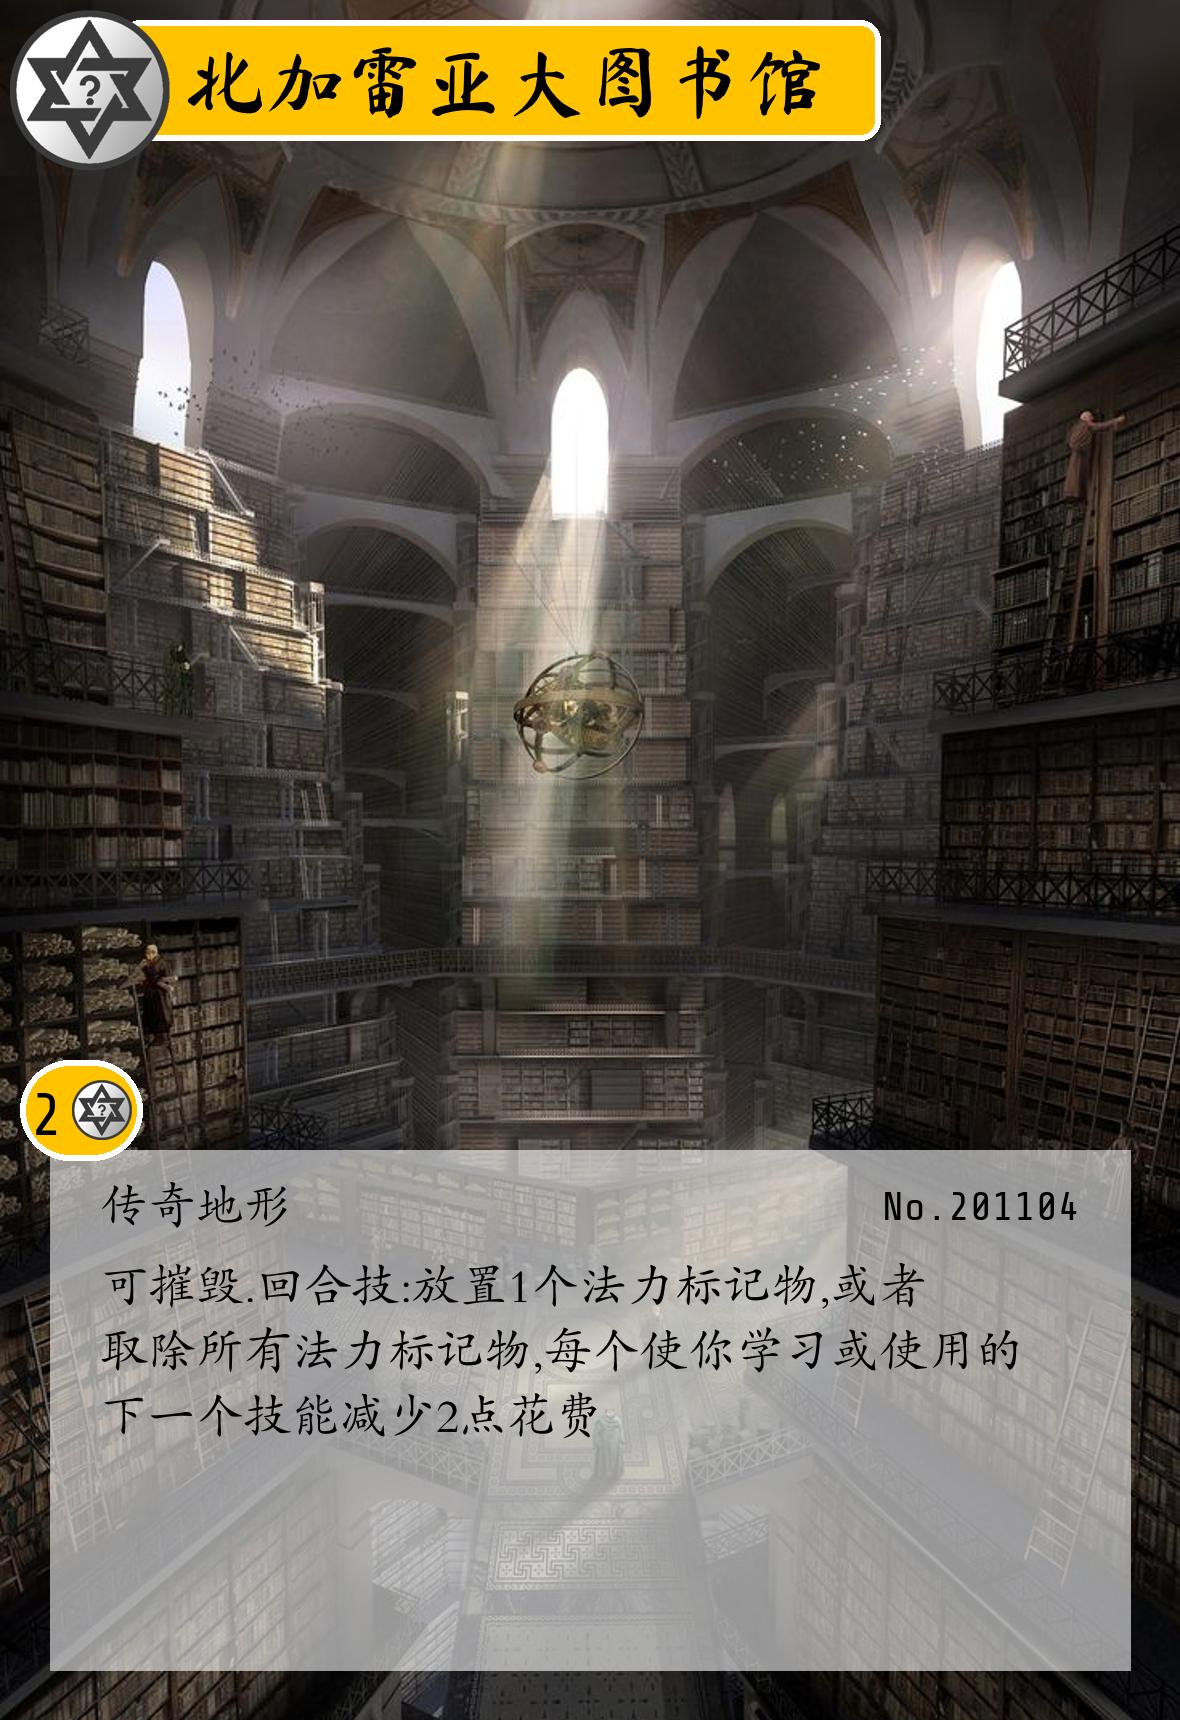 ?
北加雷亚大图书馆
2 ?
传奇地形 No.201104
可摧毁.回合技:放置1个法力标记物,或者
取除所有法力标记物,每个使你学习或使用的
下一个技能减少2点花费